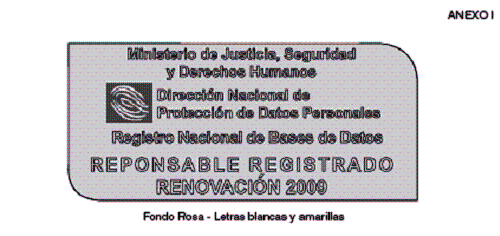 ANEXO I
Ministerio de Justicia, Seguridad
y Derechos Humanos
Dirección Nacional de
Protección de Datos Personales
Registro Nacional de Bases de Datos
REPONSABLE REGISTRADO
RENOVACIÓN 2009
Fondo Rosa - Letras blancas y amarillas